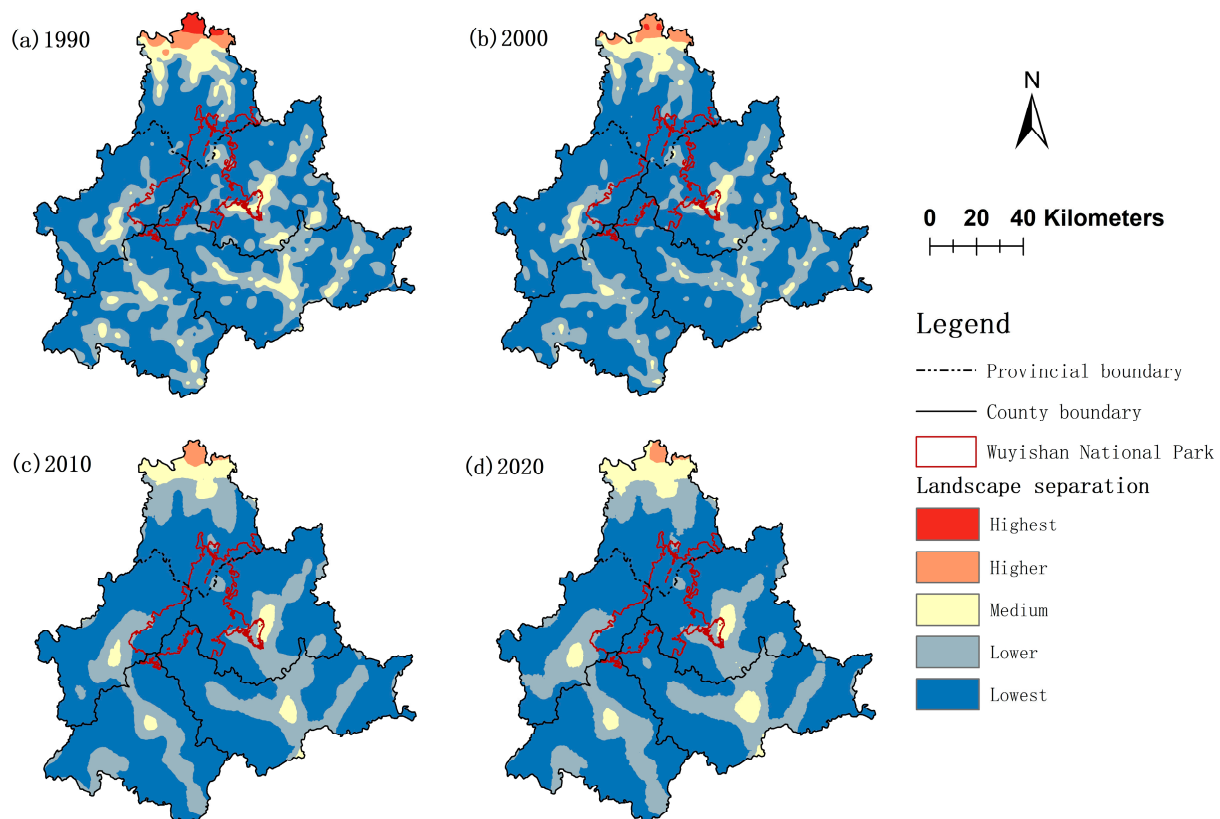 (a)1990
(b)2000
N
0 20 40 Kilometers
Legend
Provincial boundary
County boundary
Wuyishan National Park
Landscape separation
Highest
Higher
Medium
Lower
Lowest
(c)2010
(d)2020